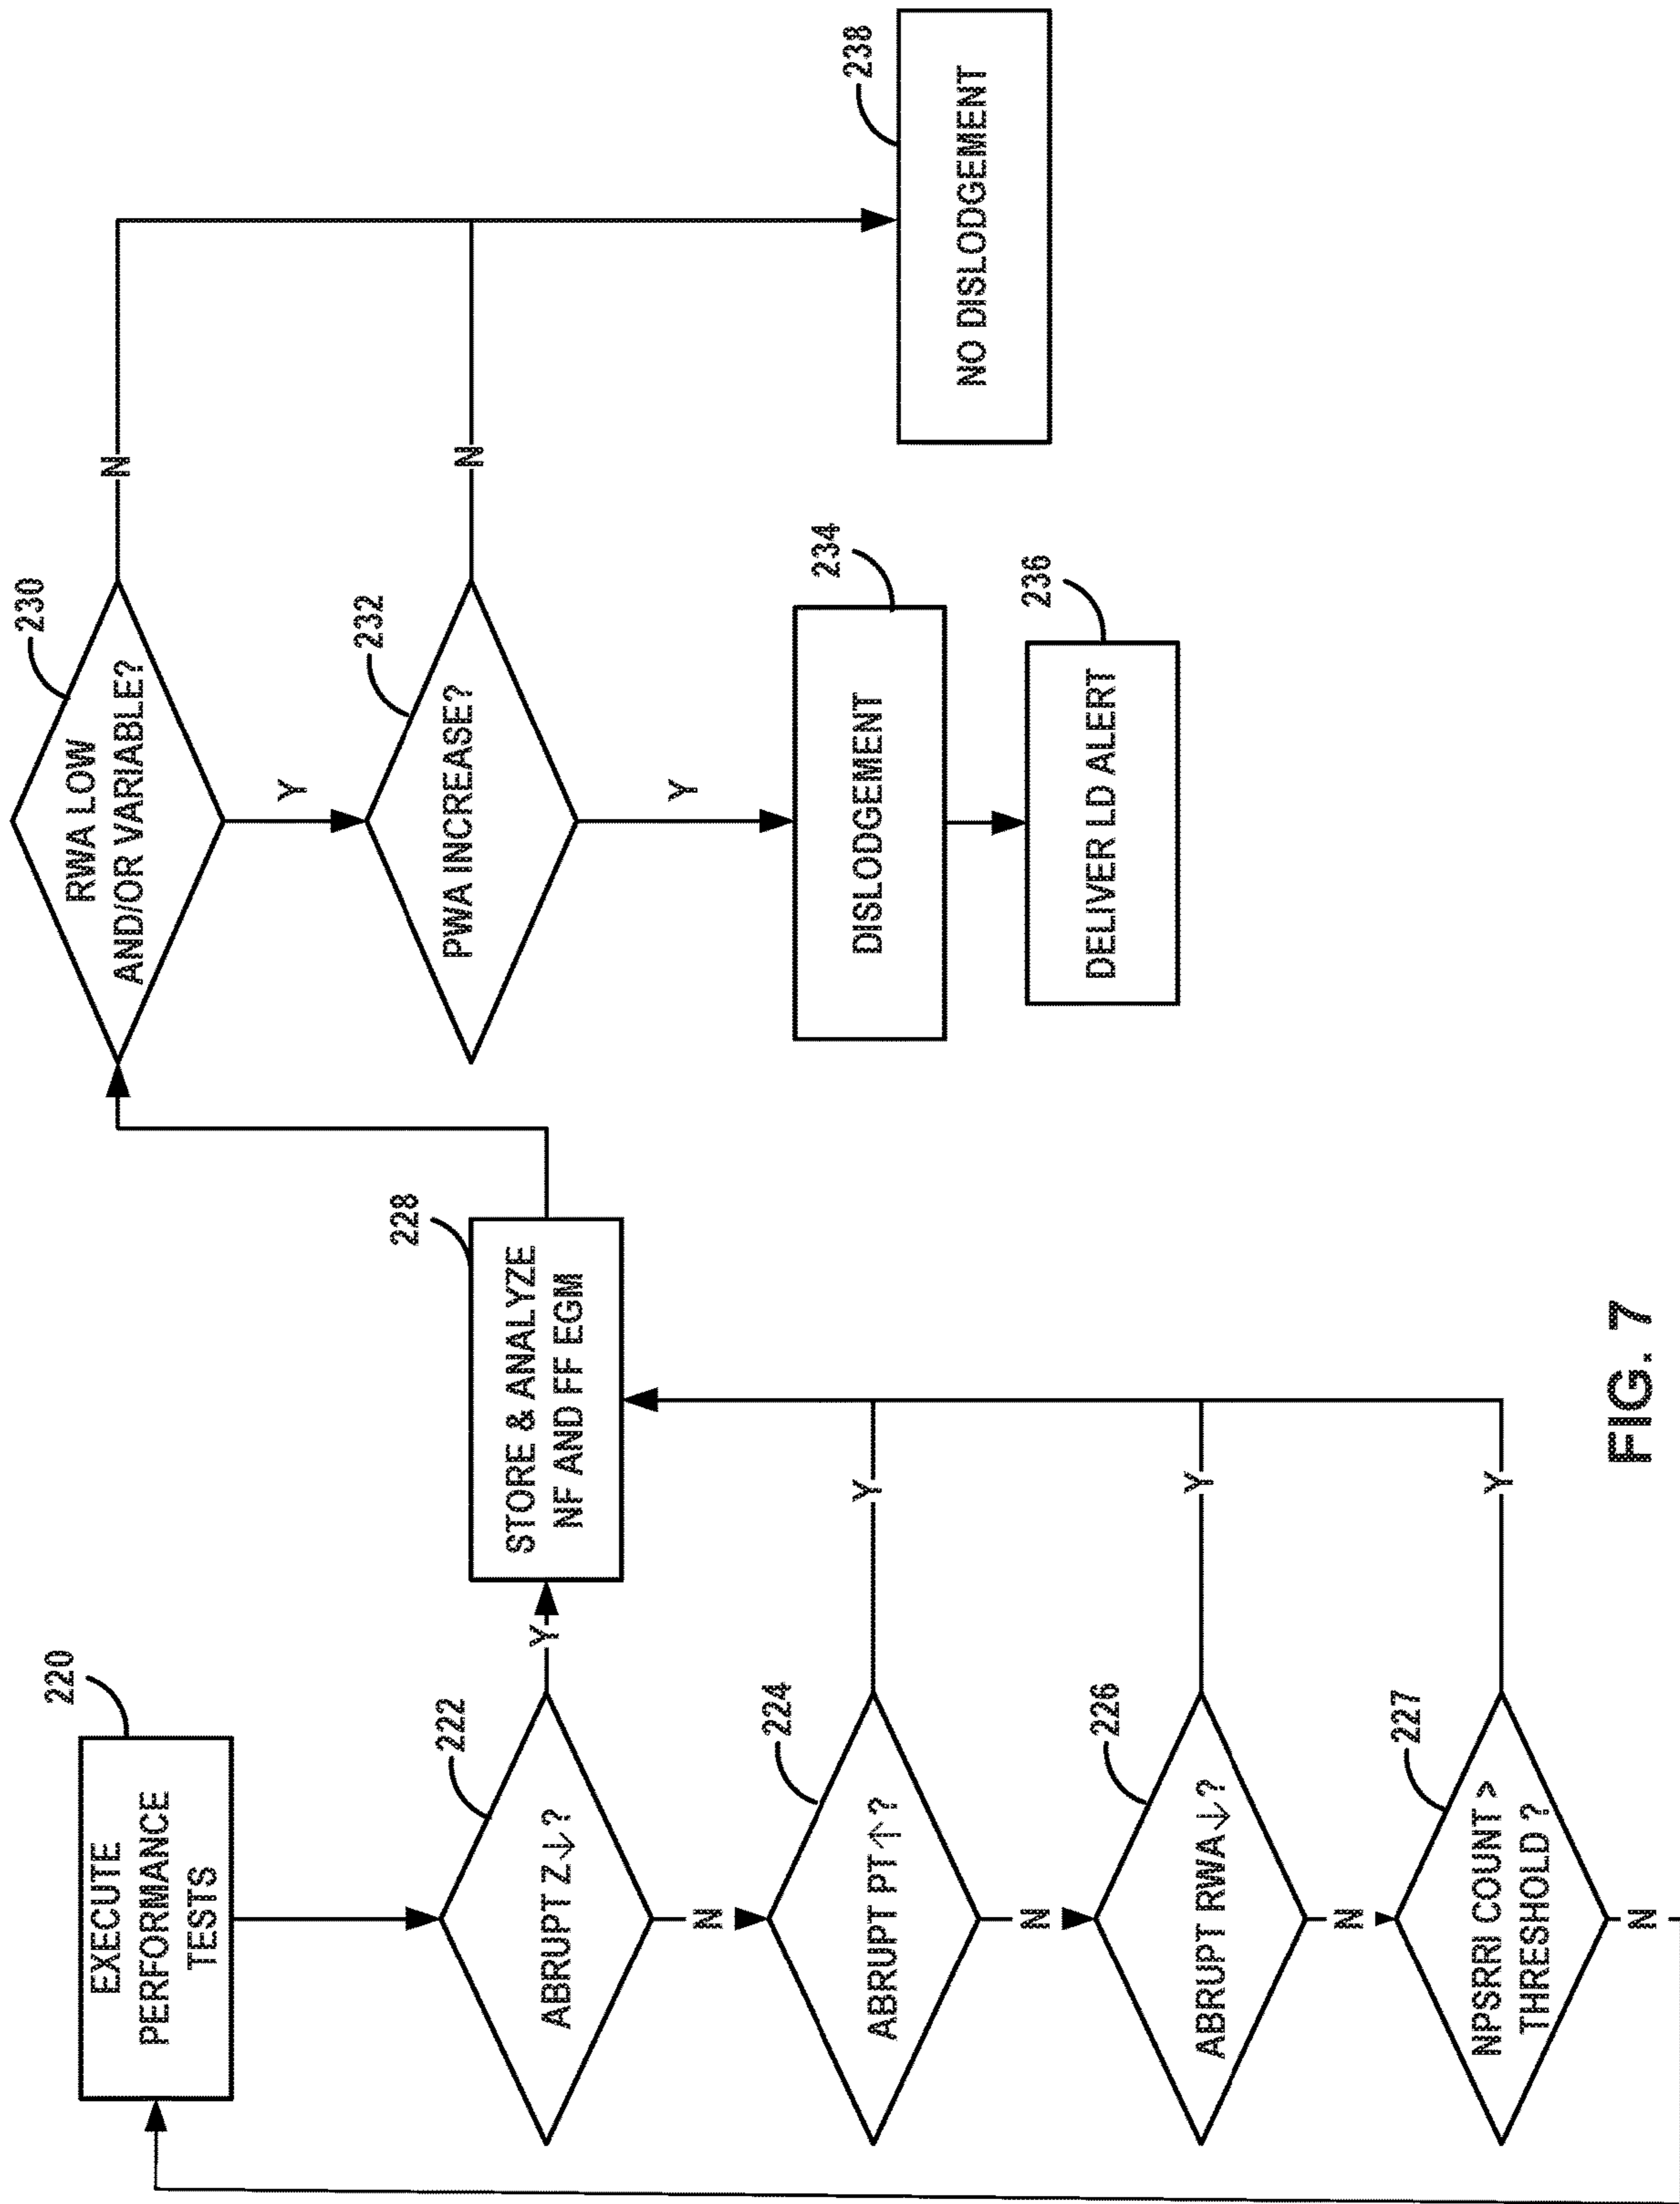 220
EXECUTE
PERFORMANCE
TESTS
222
ABRUPT Z↓?
Y
N
224
ABRUPT PT↑?
Y
N
226
ABRUPT RWA↓?
Y
N
227
NPSRRI COUNT >
THRESHOLD ?
Y
N
228
STORE & ANALYZE
NF AND FF EGM
230
RWA LOW
AND/OR VARIABLE?
N
Y
232
PWA INCREASE?
N
Y
234
DISLODGEMENT
236
DELIVER LD ALERT
238
NO DISLODGEMENT
FIG. 7